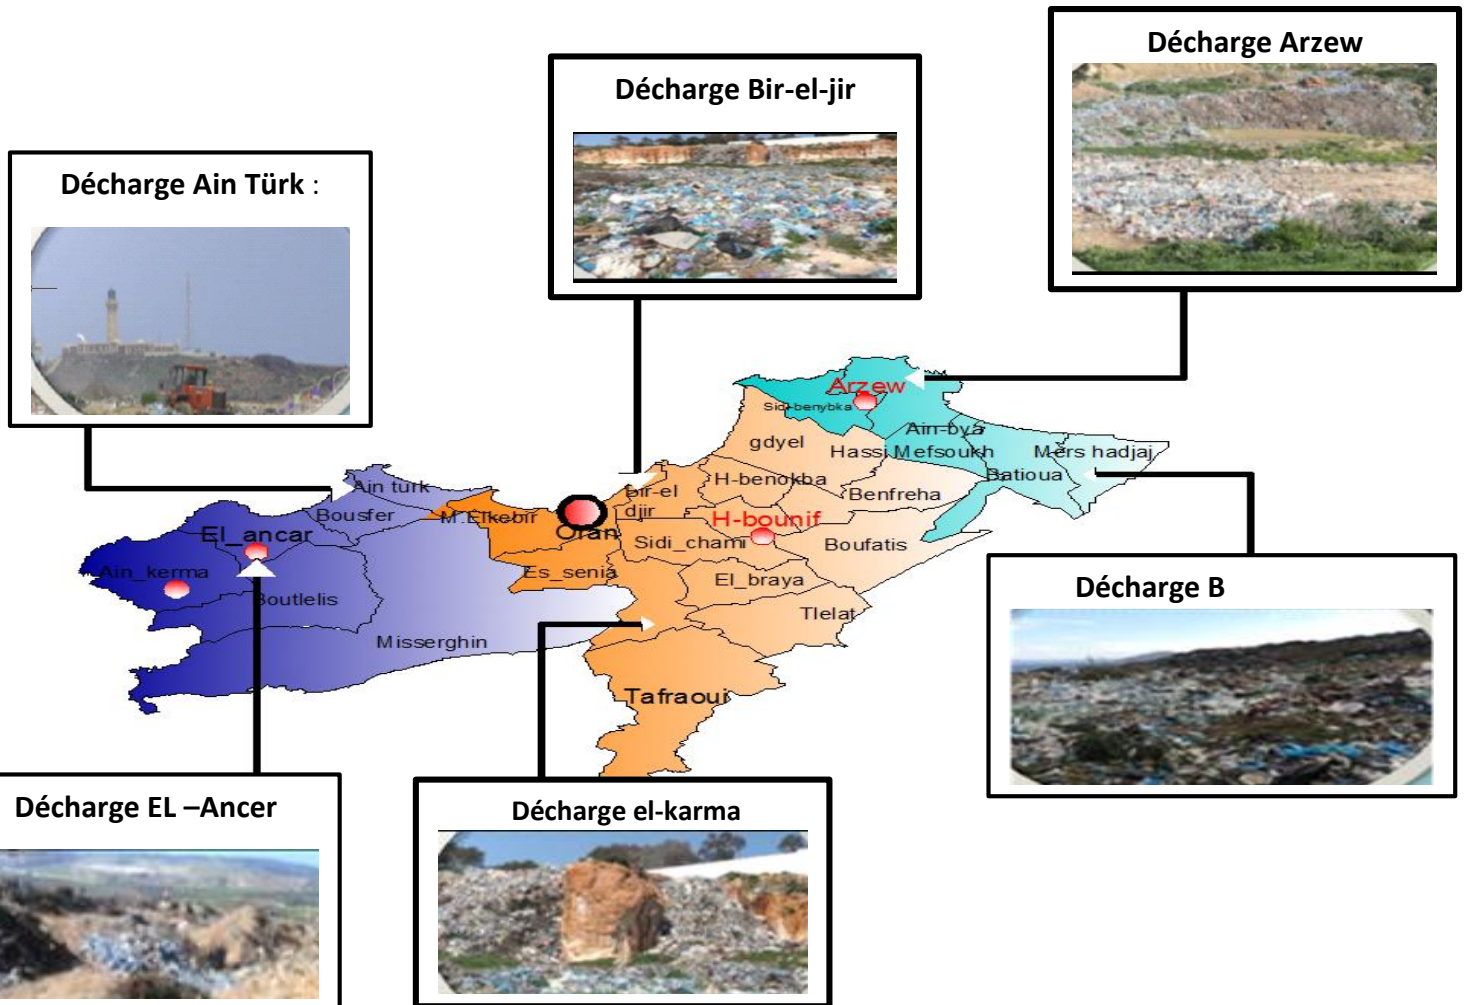 Décharge Arzew
Décharge Bir-el-jir
Décharge Ain Türk :
Arzew
Sidi-benybka
Ain-bya
gdyel
Hassi Mefsoukh
Mers hadjaj
Batioua
H-benokba
Benfreha
Ain türk
Bir-el
djir
Bousfer
M.Elkebir
H-bounif
El_ancar
Oran
Sidi_chami
Boufatis
Ain_kerma
Es_senia
El_braya
Boutlelis
Tlelat
Misserghin
Décharge B
Tafraoui
Décharge EL –Ancer
Décharge el-karma